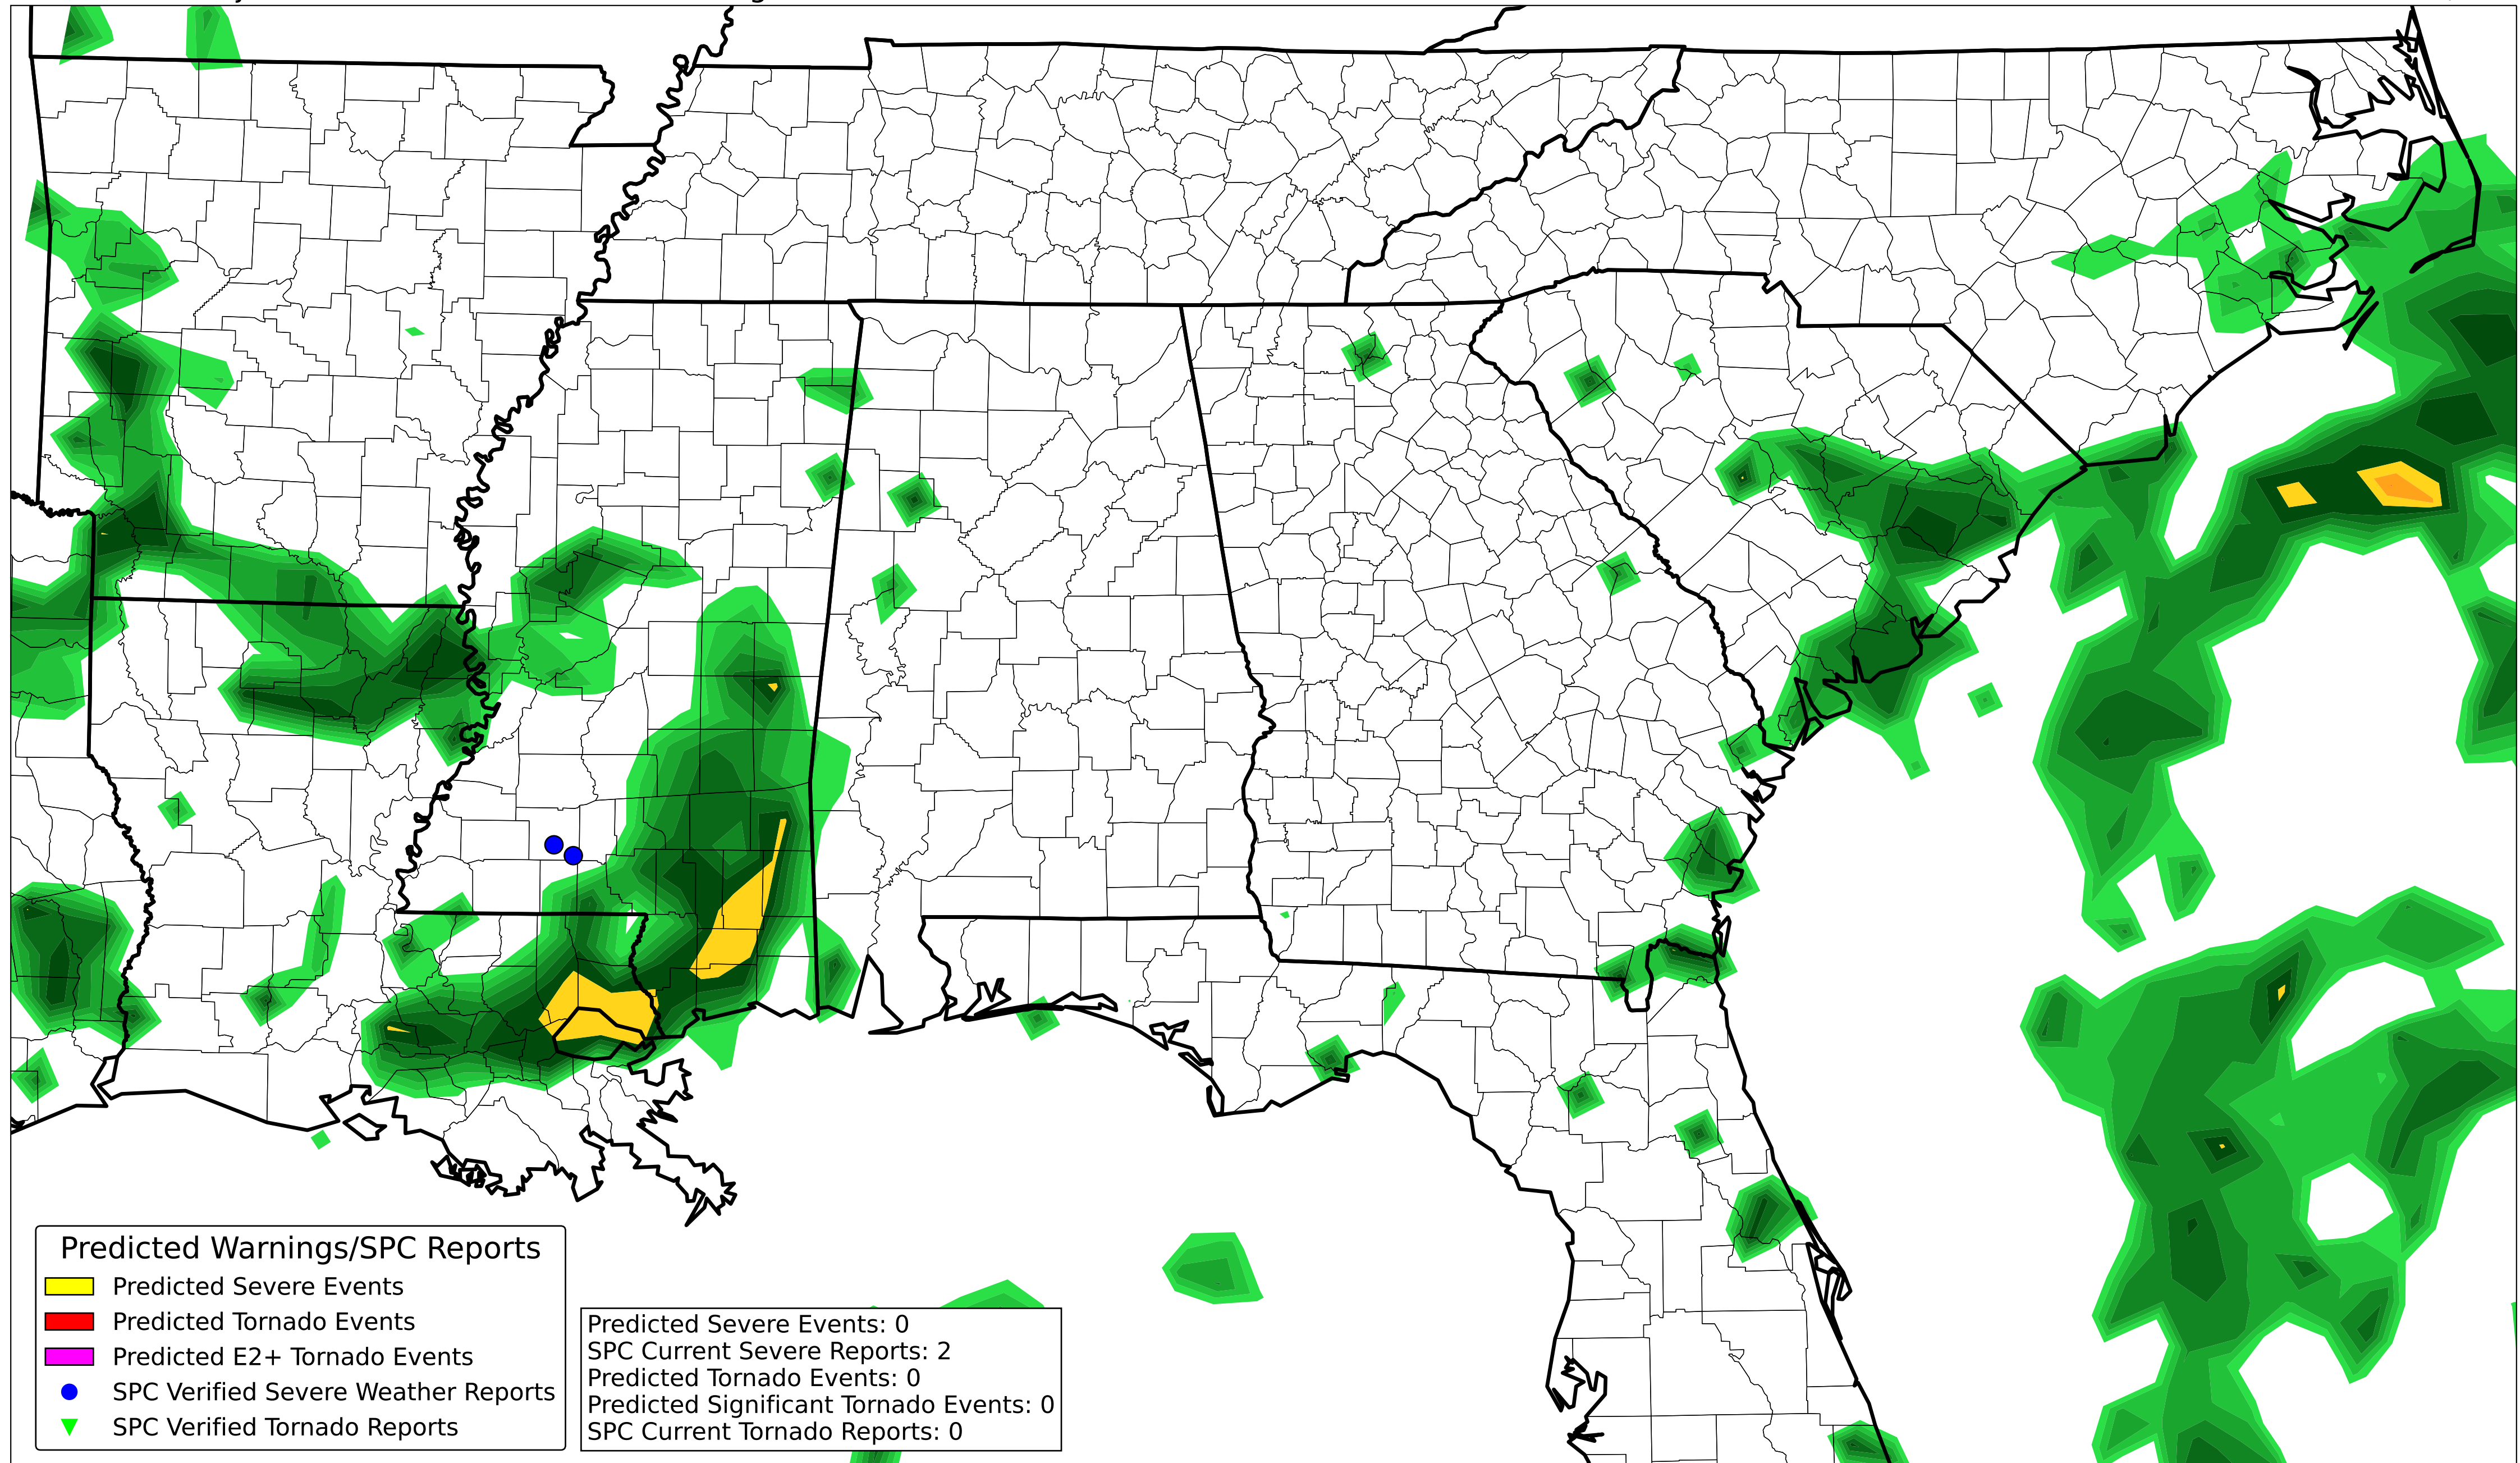 Predicted Warnings/SPC Reports
Predicted Severe Events
Predicted Tornado Events
Predicted E2+ Tornado Events
SPC Verified Severe Weather Reports
SPC Verified Tornado Reports
Predicted Severe Events: 0
SPC Current Severe Reports: 2
Predicted Tornado Events: 0
Predicted Significant Tornado Events: 0
SPC Current Tornado Reports: 0